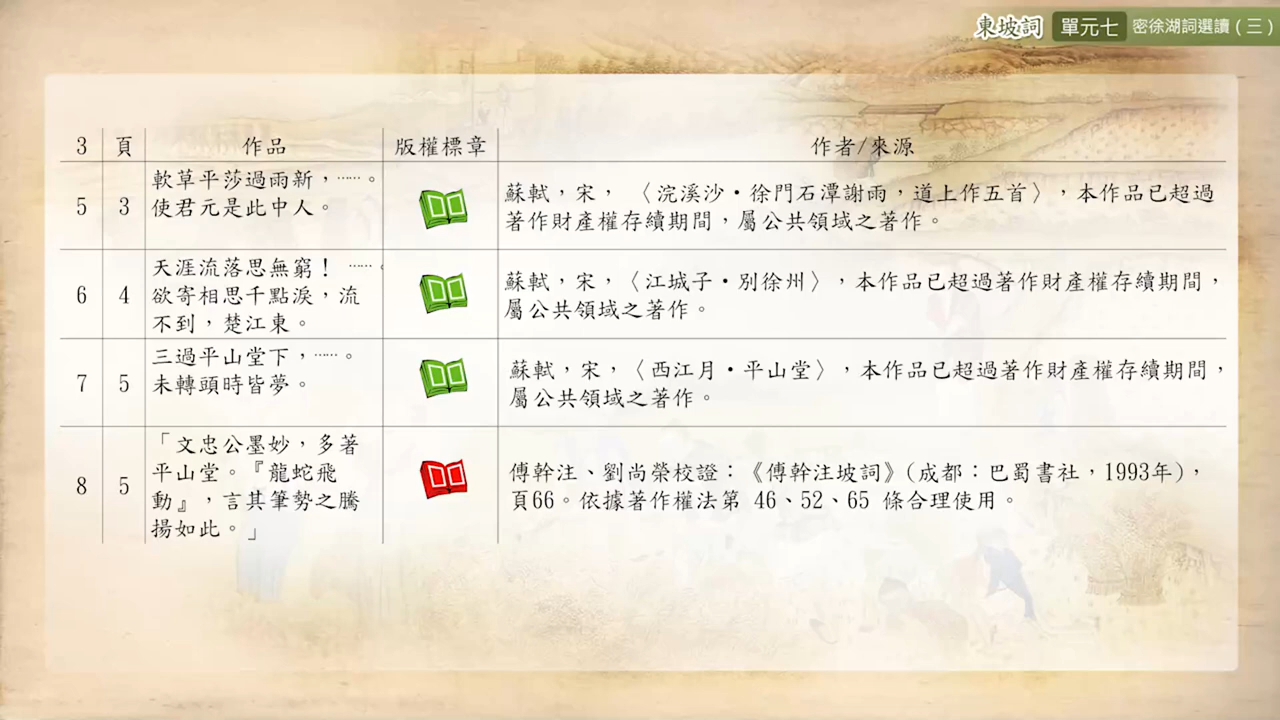 東坡詞 單元七 密徐湖詞選讀(三)
3 頁 作品 版權標章 作者/來源
5 3 軟草平莎過雨新，……。
使君元是此中人。
蘇軾，宋，〈浣溪沙‧徐門石潭謝雨，道上作五首〉，本作品已超過
著作財產權存續期間，屬公共領域之著作。
6 4 天涯流落思無窮！ ……。
欲寄相思千點淚，流
不到，楚江東。
蘇軾，宋，〈江城子‧別徐州〉，本作品已超過著作財產權存續期間，
屬公共領域之著作。
7 5 三過平山堂下，……。
未轉頭時皆夢。
蘇軾，宋，〈西江月‧平山堂〉，本作品已超過著作財產權存續期間，
屬公共領域之著作。
8 5 「文忠公墨妙，多著
平山堂。『龍蛇飛
動』，言其筆勢之騰
揚如此。」
傅幹注、劉尚榮校證：《傅幹注坡詞》(成都：巴蜀書社，1993年)，
頁66。依據著作權法第 46、52、65 條合理使用。